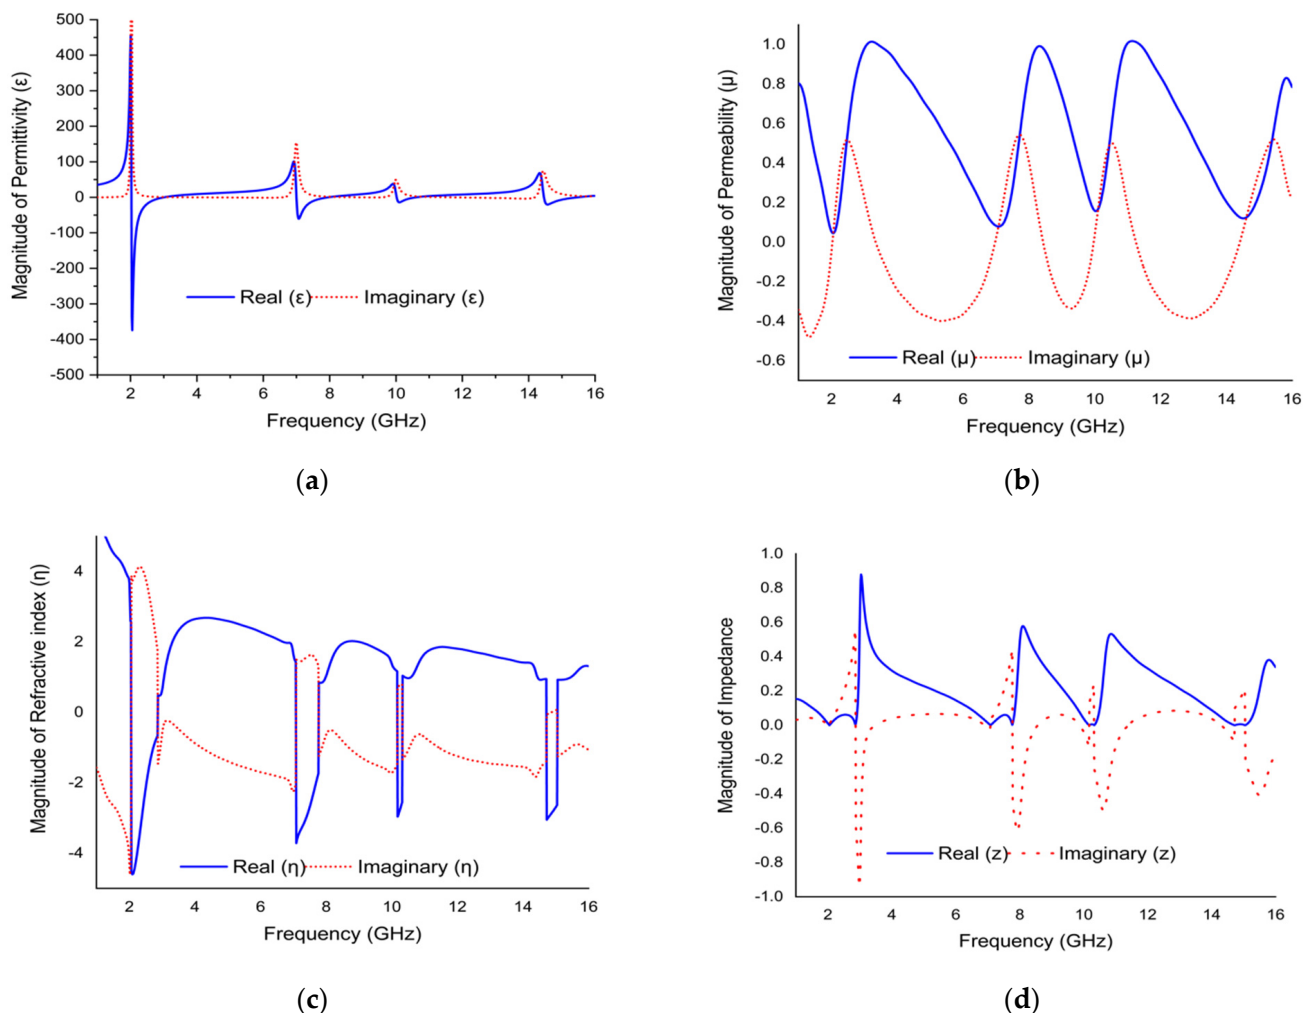 Magnitude of Permittivity (ε)
500
400
300
200
100
0
-100
-200
-300
-400
-500
Real (ε)
Imaginary (ε)
2 4 6 8 10 12 14 16
Frequency (GHz)
(a)
Magnitude of Permeability (μ)
1.0
0.8
0.6
0.4
0.2
0.0
-0.2
-0.4
-0.6
Real (μ)
Imaginary (μ)
2 4 6 8 10 12 14 16
Frequency (GHz)
(b)
Magnitude of Refractive index (η)
4
2
0
-2
-4
Real (η)
Imaginary (η)
2 4 6 8 10 12 14 16
Frequency (GHz)
(c)
Magnitude of Impedance
1.0
0.8
0.6
0.4
0.2
0.0
-0.2
-0.4
-0.6
-0.8
-1.0
Real (z)
Imaginary (z)
2 4 6 8 10 12 14 16
Frequency (GHz)
(d)